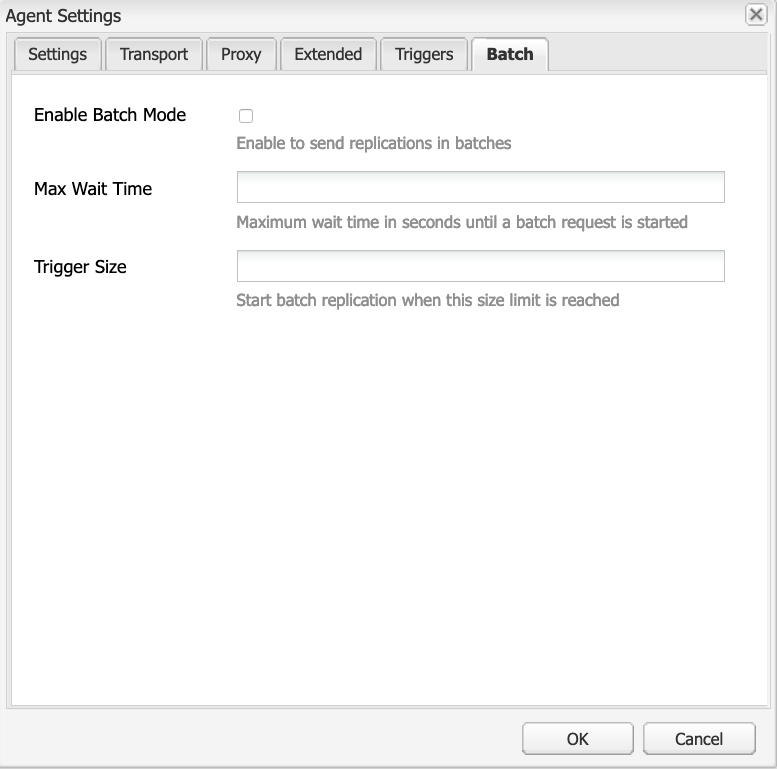 Agent Settings
Settings Transport Proxy Extended Triggers Batch
Enable Batch Mode
Enable to send replications in batches
Max Wait Time
Maximum wait time in seconds until a batch request is started
Trigger Size
Start batch replication when this size limit is reached
OK Cancel